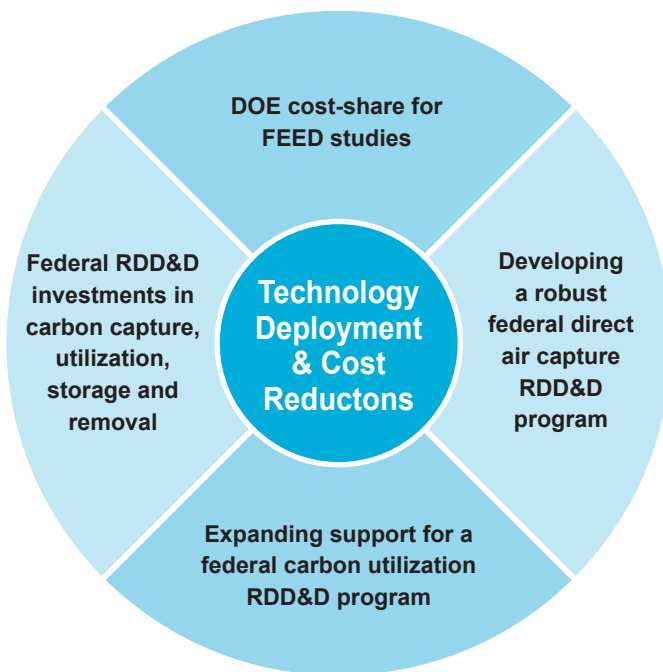 DOE cost-share for
FEED studies
Federal RDD&D
investments in
carbon capture,
utilization,
storage and
removal
Technology
Deployment
& Cost
Reductons
Developing
a robust
federal direct
air capture
RDD&D
program
Expanding support for a
federal carbon utilization
RDD&D program